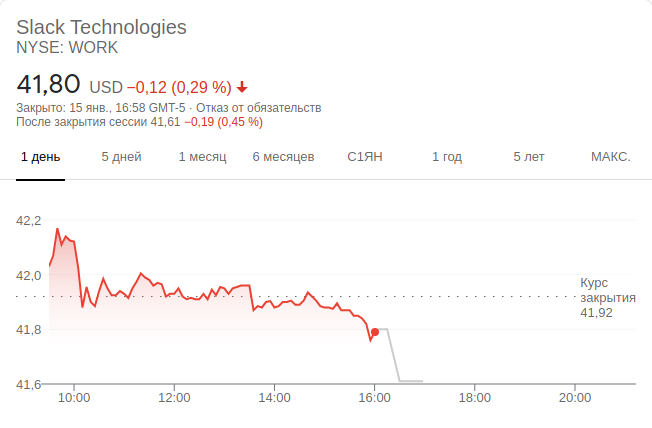 Slack Technologies
NYSE: WORK
41,80 USD −0,12 (0,29 %)
Закрыто: 15 янв., 16:58 GMT-5 · Отказ от обязательств
После закрытия сессии 41,61 −0,19 (0,45 %)
1 день 5 дней 1 месяц 6 месяцев С1ЯН 1 год 5 лет МАКС.
42,2
42,0
Курс
закрытия
41,92
41,8
41,6
10:00 12:00 14:00 16:00 18:00 20:00